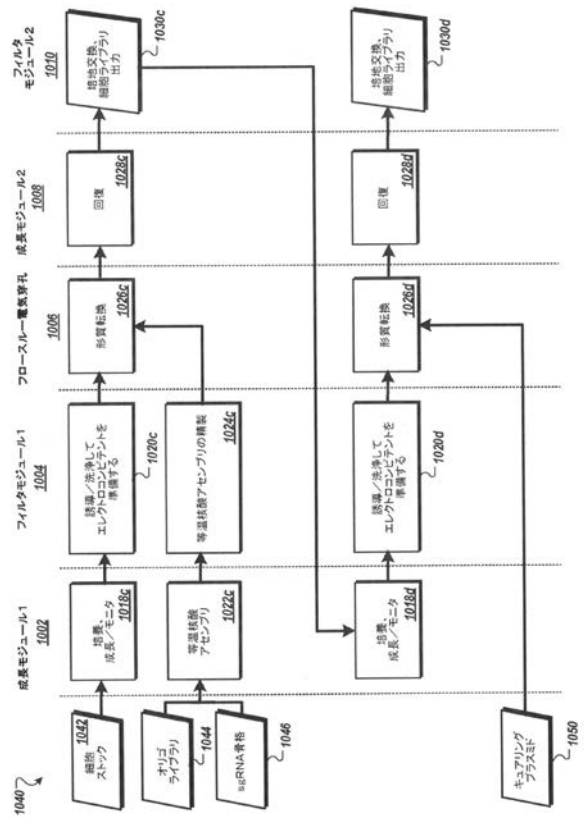 1040
成長モジュール1
1002
フィルタモジュール1
1004
フロースルー電気穿孔
1006
成長モジュール2
1008
フィルタ
モジュール2
1010
1042
細胞
ストック
培養、
成長/モニタ
1018c
誘導/洗浄して
エレクトロコンピテントを
準備する
1020c
形質転換
1026c
回復
1028c
培地交換、
細胞ライブラリ
出力
1030c
オリゴ
ライブラリ
1044
sgRNA骨格
1046
等温核酸
アセンブリ
1022c
等温核酸アセンブリの精製
1024c
培養、
成長/モニタ
1018d
誘導/洗浄して
エレクトロコンピテントを
準備する
1020d
形質転換
1026d
回復
1028d
培地交換、
細胞ライブラリ
出力
1030d
キュアリング
プラスミド
1050